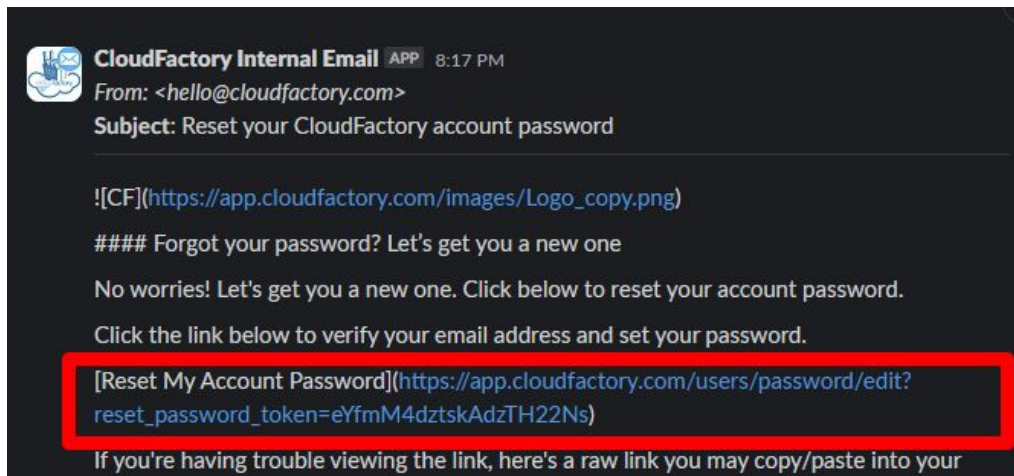 CloudFactory Internal Email APP 8:17 PM
From: <hello@cloudfactory.com>
Subject: Reset your CloudFactory account password
![CF](https://app.cloudfactory.com/images/Logo_copy.png)
#### Forgot your password? Let’s get you a new one
No worries! Let's get you a new one. Click below to reset your account password.
Click the link below to verify your email address and set your password.
[Reset My Account Password](https://app.cloudfactory.com/users/password/edit?
reset_password_token=eYfmM4dztskAdzTH22Ns)
If you're having trouble viewing the link, here's a raw link you may copy/paste into your